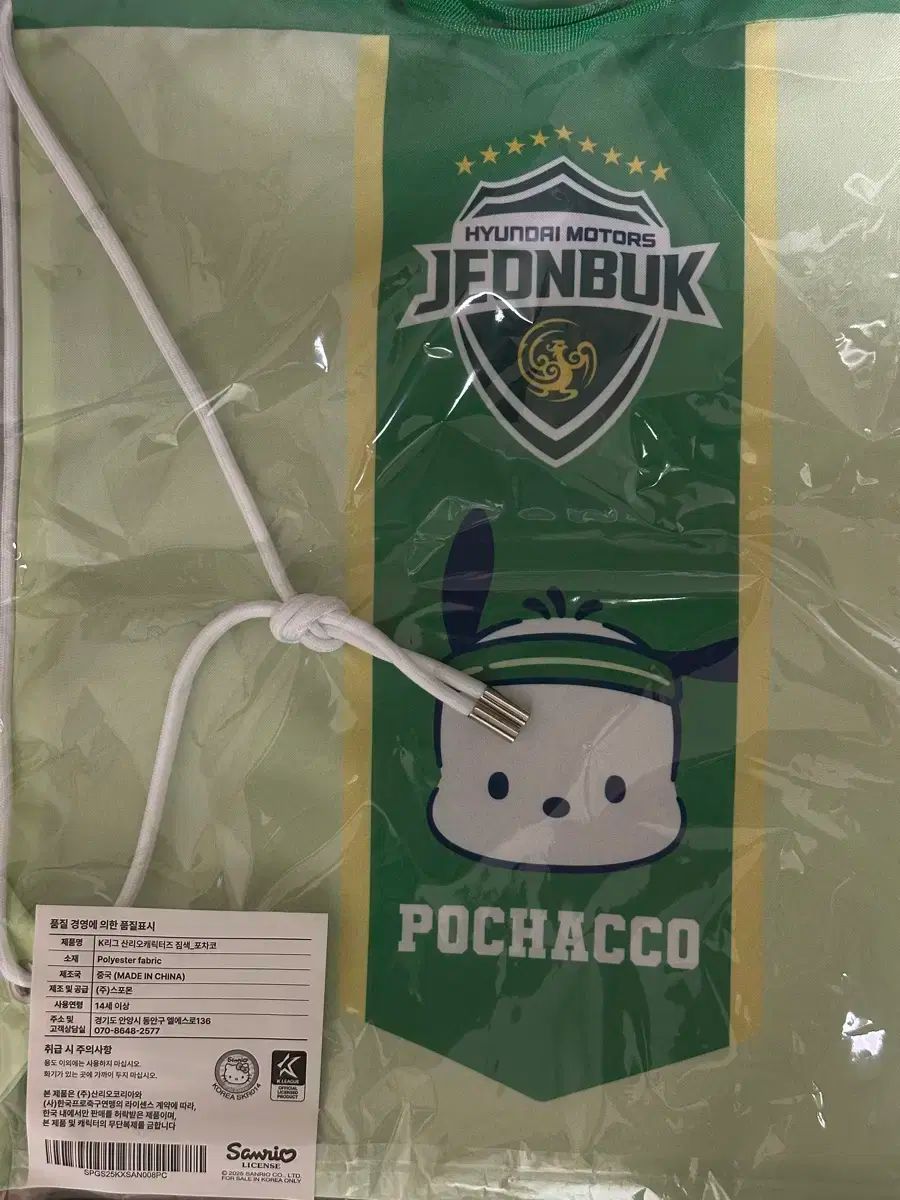 HYUNDAI MOTORS
JEONBUK
POCHACCO
품질 경영에 의한 품질표시
제품명 K리그 산리오캐릭터즈 짐색_포차코
소재 Polyester fabric
제조국 중국 (MADE IN CHINA)
제조 및 공급 (주)스포몬
사용연령 14세 이상
주소 및 경기도 안양시 동안구 엘에스로136
고객상담실 070-8648-2577
취급 시 주의사항
용도 이외에는 사용하지 마십시오.
화기가 있는 곳에 가까이 두지 마십시오.
Sanrio
KOREA SKR014
K LEAGUE
OFFICIAL
LICENSED
PRODUCT
본 제품은 (주)산리오코리아와
(사)한국프로축구연맹의 라이센스 계약에 따라,
한국 내에서만 판매를 허락받은 제품이며,
본 제품 및 캐릭터의 무단복제를 금합니다
SPGS25KXSAN008PC
Sanrio
LICENSE
© 2025 SANRIO CO., LTD.
FOR SALE IN KOREA ONLY